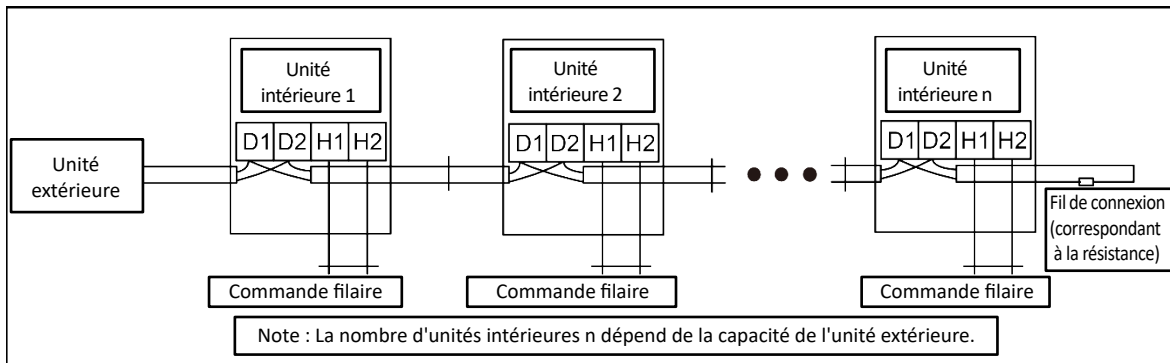 Unité
intérieure 1
Unité
intérieure 2
Unité
intérieure n
D1 D2 H1 H2
D1 D2 H1 H2
D1 D2 H1 H2
Unité
extérieure
Fil de connexion
(correspondant
à la résistance)
Commande filaire
Commande filaire
Commande filaire
Note : La nombre d'unités intérieures n dépend de la capacité de l'unité extérieure.